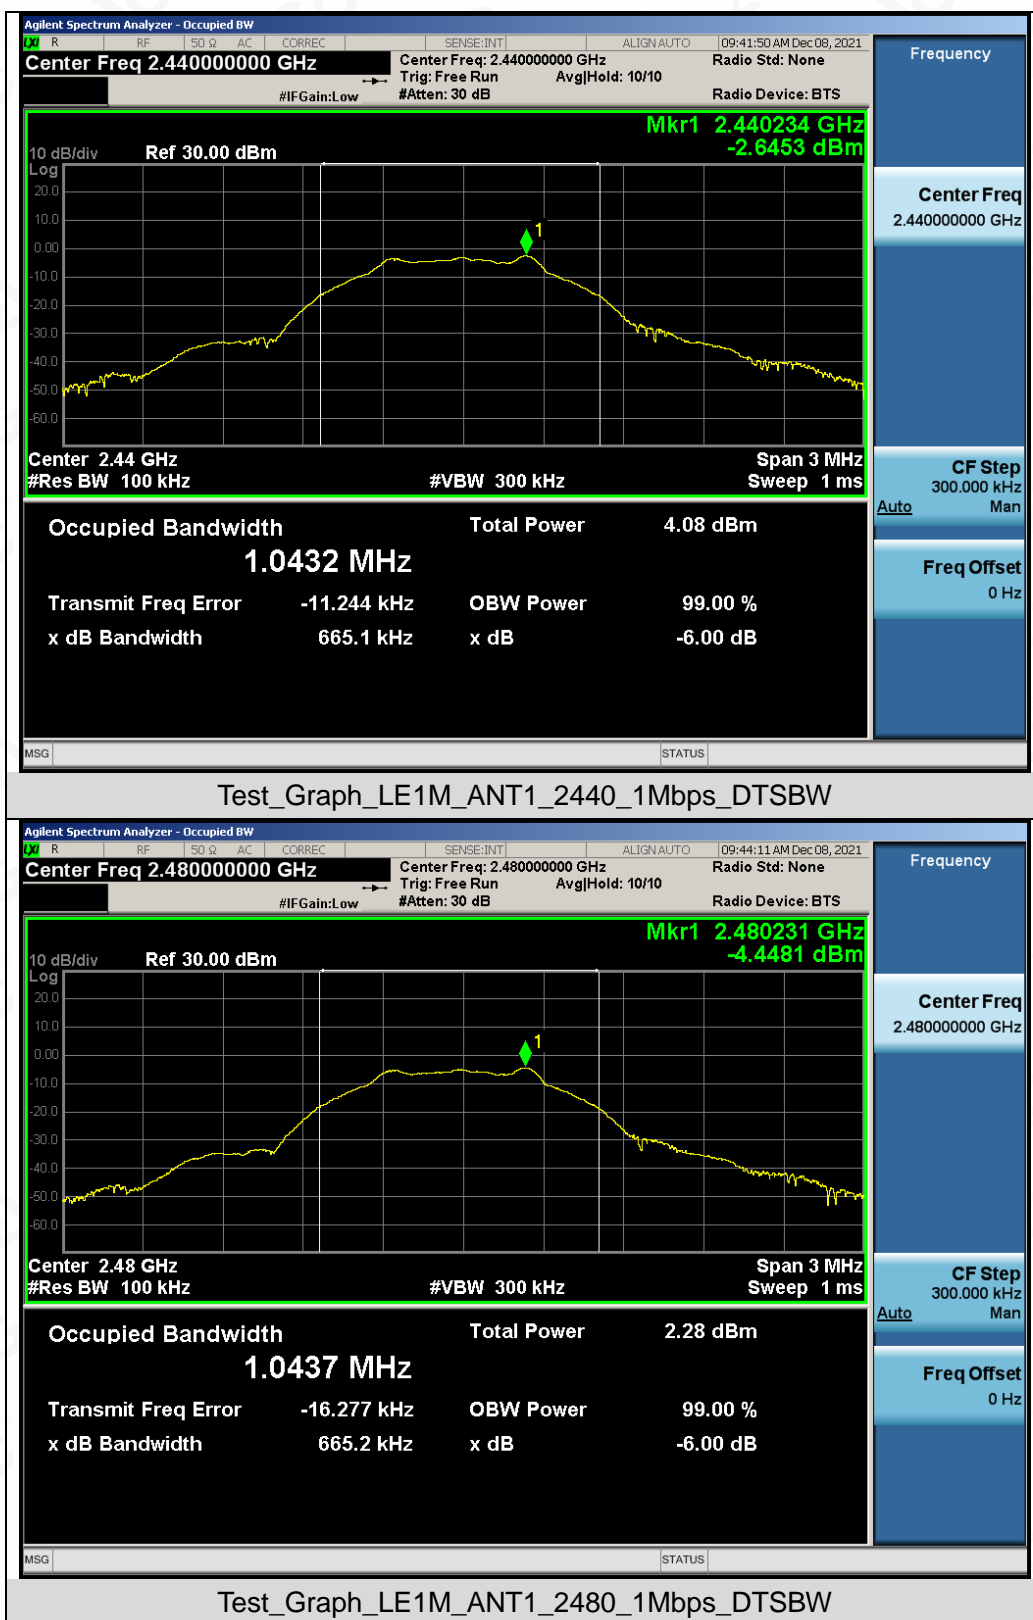 Agilent Spectrum Analyzer - Occupied BW
LXI R RF 50 Ω AC CORREC SENSE:INT ALIGN AUTO 09:41:50 AM Dec 08, 2021
Center Freq 2.440000000 GHz
Center Freq: 2.440000000 GHz
Radio Std: None
Trig: Free Run Avg|Hold: 10/10
#IFGain:Low #Atten: 30 dB Radio Device: BTS
Mkr1 2.440234 GHz
-2.6453 dBm
10 dB/div Ref 30.00 dBm
Log
20.0
10.0
0.00
-10.0
-20.0
-30.0
-40.0
-50.0
-60.0
1
Center 2.44 GHz Span 3 MHz
#Res BW 100 kHz #VBW 300 kHz Sweep 1 ms
Occupied Bandwidth Total Power 4.08 dBm
1.0432 MHz
Transmit Freq Error -11.244 kHz OBW Power 99.00 %
x dB Bandwidth 665.1 kHz x dB -6.00 dB
MSG STATUS
Frequency
Center Freq
2.440000000 GHz
CF Step
300.000 kHz
Auto Man
Freq Offset
0 Hz
Test_Graph_LE1M_ANT1_2440_1Mbps_DTSBW
Agilent Spectrum Analyzer - Occupied BW
LXI R RF 50 Ω AC CORREC SENSE:INT ALIGN AUTO 09:44:11 AM Dec 08, 2021
Center Freq 2.480000000 GHz
Center Freq: 2.480000000 GHz
Radio Std: None
Trig: Free Run Avg|Hold: 10/10
#IFGain:Low #Atten: 30 dB Radio Device: BTS
Mkr1 2.480231 GHz
-4.4481 dBm
10 dB/div Ref 30.00 dBm
Log
20.0
10.0
0.00
-10.0
-20.0
-30.0
-40.0
-50.0
-60.0
1
Center 2.48 GHz Span 3 MHz
#Res BW 100 kHz #VBW 300 kHz Sweep 1 ms
Occupied Bandwidth Total Power 2.28 dBm
1.0437 MHz
Transmit Freq Error -16.277 kHz OBW Power 99.00 %
x dB Bandwidth 665.2 kHz x dB -6.00 dB
MSG STATUS
Frequency
Center Freq
2.480000000 GHz
CF Step
300.000 kHz
Auto Man
Freq Offset
0 Hz
Test_Graph_LE1M_ANT1_2480_1Mbps_DTSBW